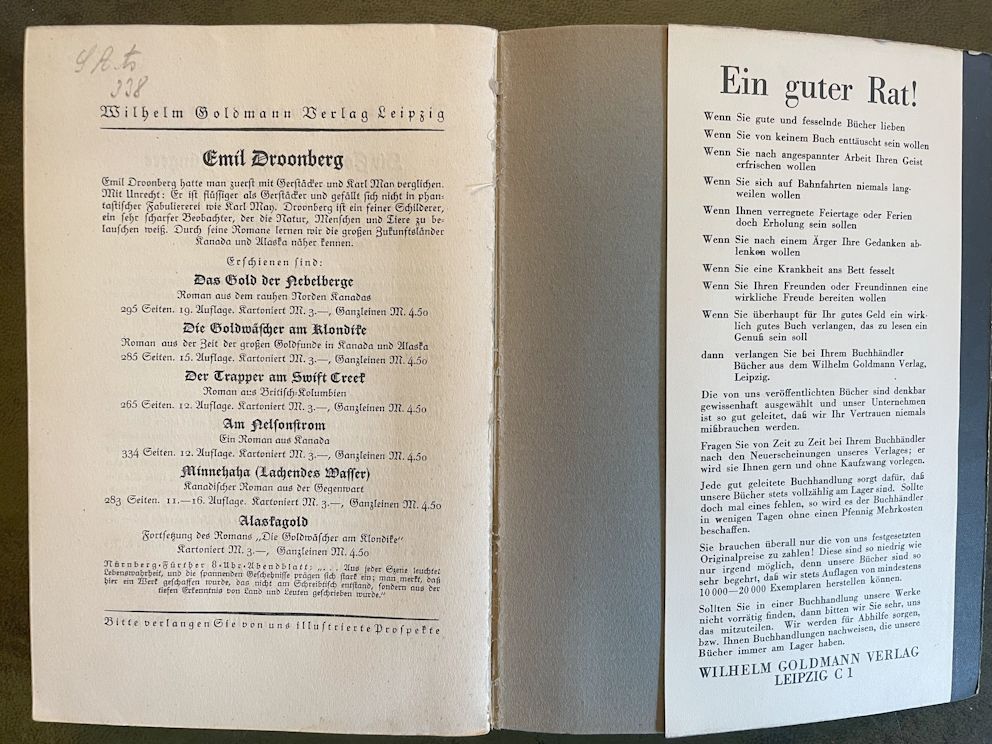 338
Wilhelm Goldmann Verlag Leipzig
Emil Droonberg
Emil Droonberg hatte man zuerst mit Gerstäcker und Karl May verglichen.
Mit Unrecht: Er ist flüssiger als Gerstäcker und gefällt sich nicht in phan-
tastischer Fabuliererei wie Karl May. Droonberg ist ein feiner Schilderer,
ein sehr scharfer Beobachter, der die Natur, Menschen und Tiere zu be-
lauschen weiß. Durch seine Romane lernen wir die großen Zukunftsländer
Kanada und Alaska näher kennen.
Erschienen sind:
Das Gold der Nebelberge
Roman aus dem rauhen Norden Kanadas
295 Seiten. 19. Auflage. Kartoniert M. 3.—, Ganzleinen M. 4.50
Die Goldwäscher am Klondike
Roman aus der Zeit der großen Goldfunde in Kanada und Alaska
285 Seiten. 15. Auflage. Kartoniert M. 3.—, Ganzleinen M. 4.50
Der Trapper am Swift Creek
Roman aus Britisch-Kolumbien
265 Seiten. 12. Auflage. Kartoniert M. 3.—, Ganzleinen M. 4.50
Am Nelsonstrom
Ein Roman aus Kanada
334 Seiten. 12. Auflage. Kartoniert M. 3.—, Ganzleinen M. 4.50
Minnehaha (Lachendes Wasser)
Kanadischer Roman aus der Gegenwart
283 Seiten. 11.—16. Auflage. Kartoniert M. 3.—, Ganzleinen M. 4.50
Alaskagold
Fortsetzung des Romans „Die Goldwäscher am Klondike“
Kartoniert M. 3.—, Ganzleinen M. 4.50
Nürnberg-Fürther 8-Uhr-Abendblatt: „. . . Aus jeder Szene leuchtet
Lebenswahrheit, und die spannenden Geschehnisse prägen sich stark ein; man merkt, daß
hier ein Werk geschaffen wurde, das nicht am Schreibtisch entstand, sondern aus der
tiefen Erkenntnis von Land und Leuten geschrieben wurde.“
Bitte verlangen Sie von uns illustrierte Prospekte
Ein guter Rat!
Wenn Sie gute und fesselnde Bücher lieben
Wenn Sie von keinem Buch enttäuscht sein wollen
Wenn Sie nach angespannter Arbeit Ihren Geist
erfrischen wollen
Wenn Sie sich auf Bahnfahrten niemals lang-
weilen wollen
Wenn Ihnen verregnete Feiertage oder Ferien
doch Erholung sein sollen
Wenn Sie nach einem Ärger Ihre Gedanken ab-
lenken wollen
Wenn Sie eine Krankheit ans Bett fesselt
Wenn Sie Ihren Freunden oder Freundinnen eine
wirkliche Freude bereiten wollen
Wenn Sie überhaupt für Ihr gutes Geld ein wirk-
lich gutes Buch verlangen, das zu lesen ein
Genuß sein soll
dann verlangen Sie bei Ihrem Buchhändler
Bücher aus dem Wilhelm Goldmann Verlag,
Leipzig.
Die von uns veröffentlichten Bücher sind denkbar
gewissenhaft ausgewählt und unser Unternehmen
ist so gut geleitet, daß wir Ihr Vertrauen niemals
mißbrauchen werden.
Fragen Sie von Zeit zu Zeit bei Ihrem Buchhändler
nach den Neuerscheinungen unseres Verlages; er
wird sie Ihnen gern und ohne Kaufzwang vorlegen.
Jede gut geleitete Buchhandlung sorgt dafür, daß
unsere Bücher stets vollzählig am Lager sind. Sollte
doch mal eines fehlen, so wird es der Buchhändler
in wenigen Tagen ohne einen Pfennig Mehrkosten
beschaffen.
Sie brauchen überall nur die von uns festgesetzten
Originalpreise zu zahlen! Diese sind so niedrig wie
nur irgend möglich, denn unsere Bücher sind so
sehr begehrt, daß wir stets Auflagen von mindestens
10 000—20 000 Exemplaren herstellen können.
Sollten Sie in einer Buchhandlung unsere Werke
nicht vorrätig finden, dann bitten wir Sie sehr, uns
das mitzuteilen. Wir werden für Abhilfe sorgen,
bzw. Ihnen Buchhandlungen nachweisen, die unsere
Bücher immer am Lager haben.
WILHELM GOLDMANN VERLAG
LEIPZIG C 1